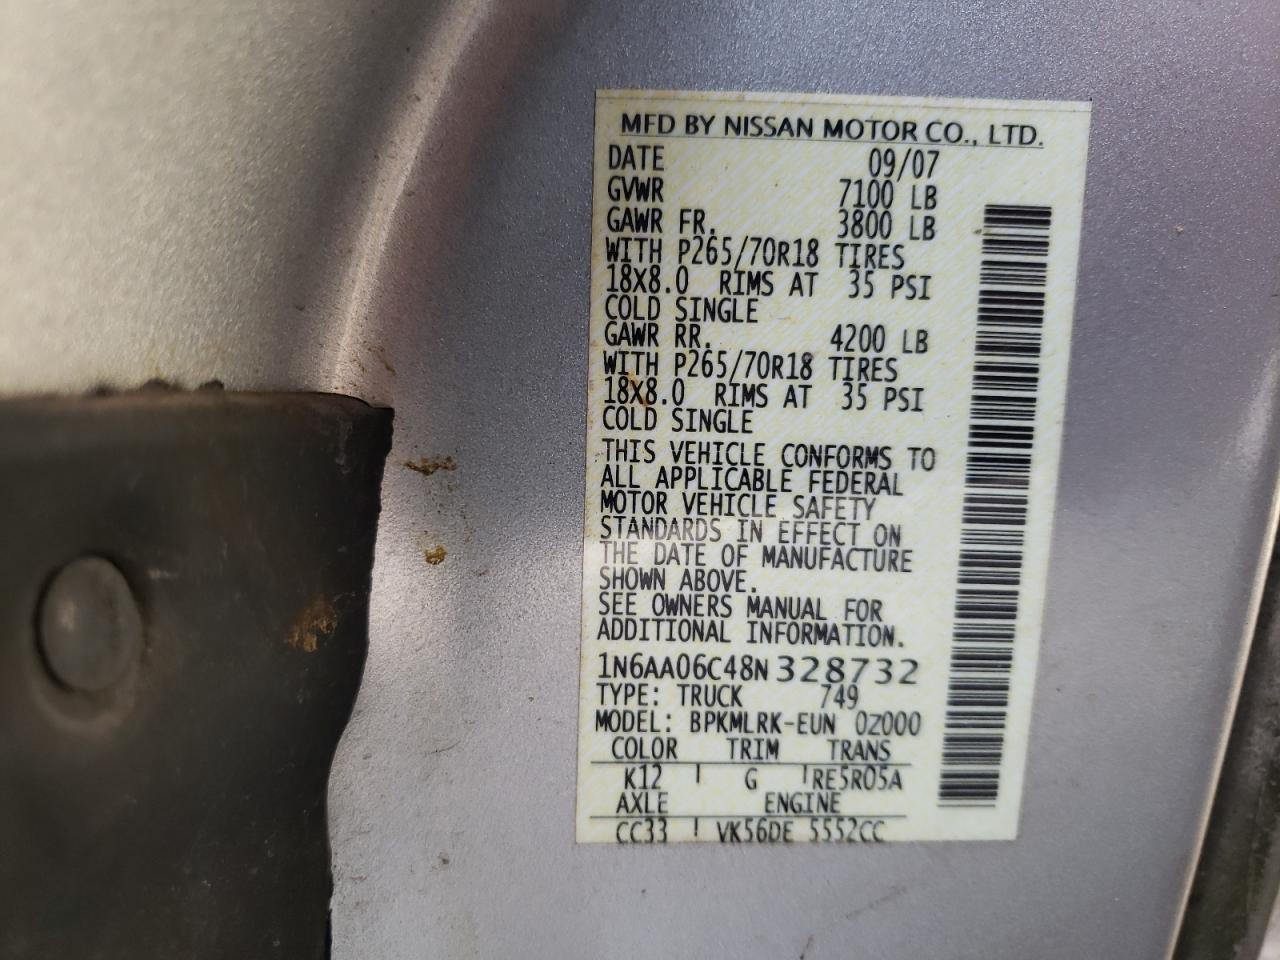 MFD BY NISSAN MOTOR CO., LTD.
DATE 09/07
GVWR 7100 LB
GAWR FR. 3800 LB
WITH P265/70R18 TIRES
18X8.0 RIMS AT 35 PSI
COLD SINGLE
GAWR RR. 4200 LB
WITH P265/70R18 TIRES
18X8.0 RIMS AT 35 PSI
COLD SINGLE
THIS VEHICLE CONFORMS TO
ALL APPLICABLE FEDERAL
MOTOR VEHICLE SAFETY
STANDARDS IN EFFECT ON
THE DATE OF MANUFACTURE
SHOWN ABOVE.
SEE OWNERS MANUAL FOR
ADDITIONAL INFORMATION.
1N6AA06C48N328732
TYPE: TRUCK 749
MODEL: BPKMLRK-EUN 0Z000
COLOR TRIM TRANS
K12 G RE5R05A
AXLE ENGINE
CC33 VK56DE 5552CC